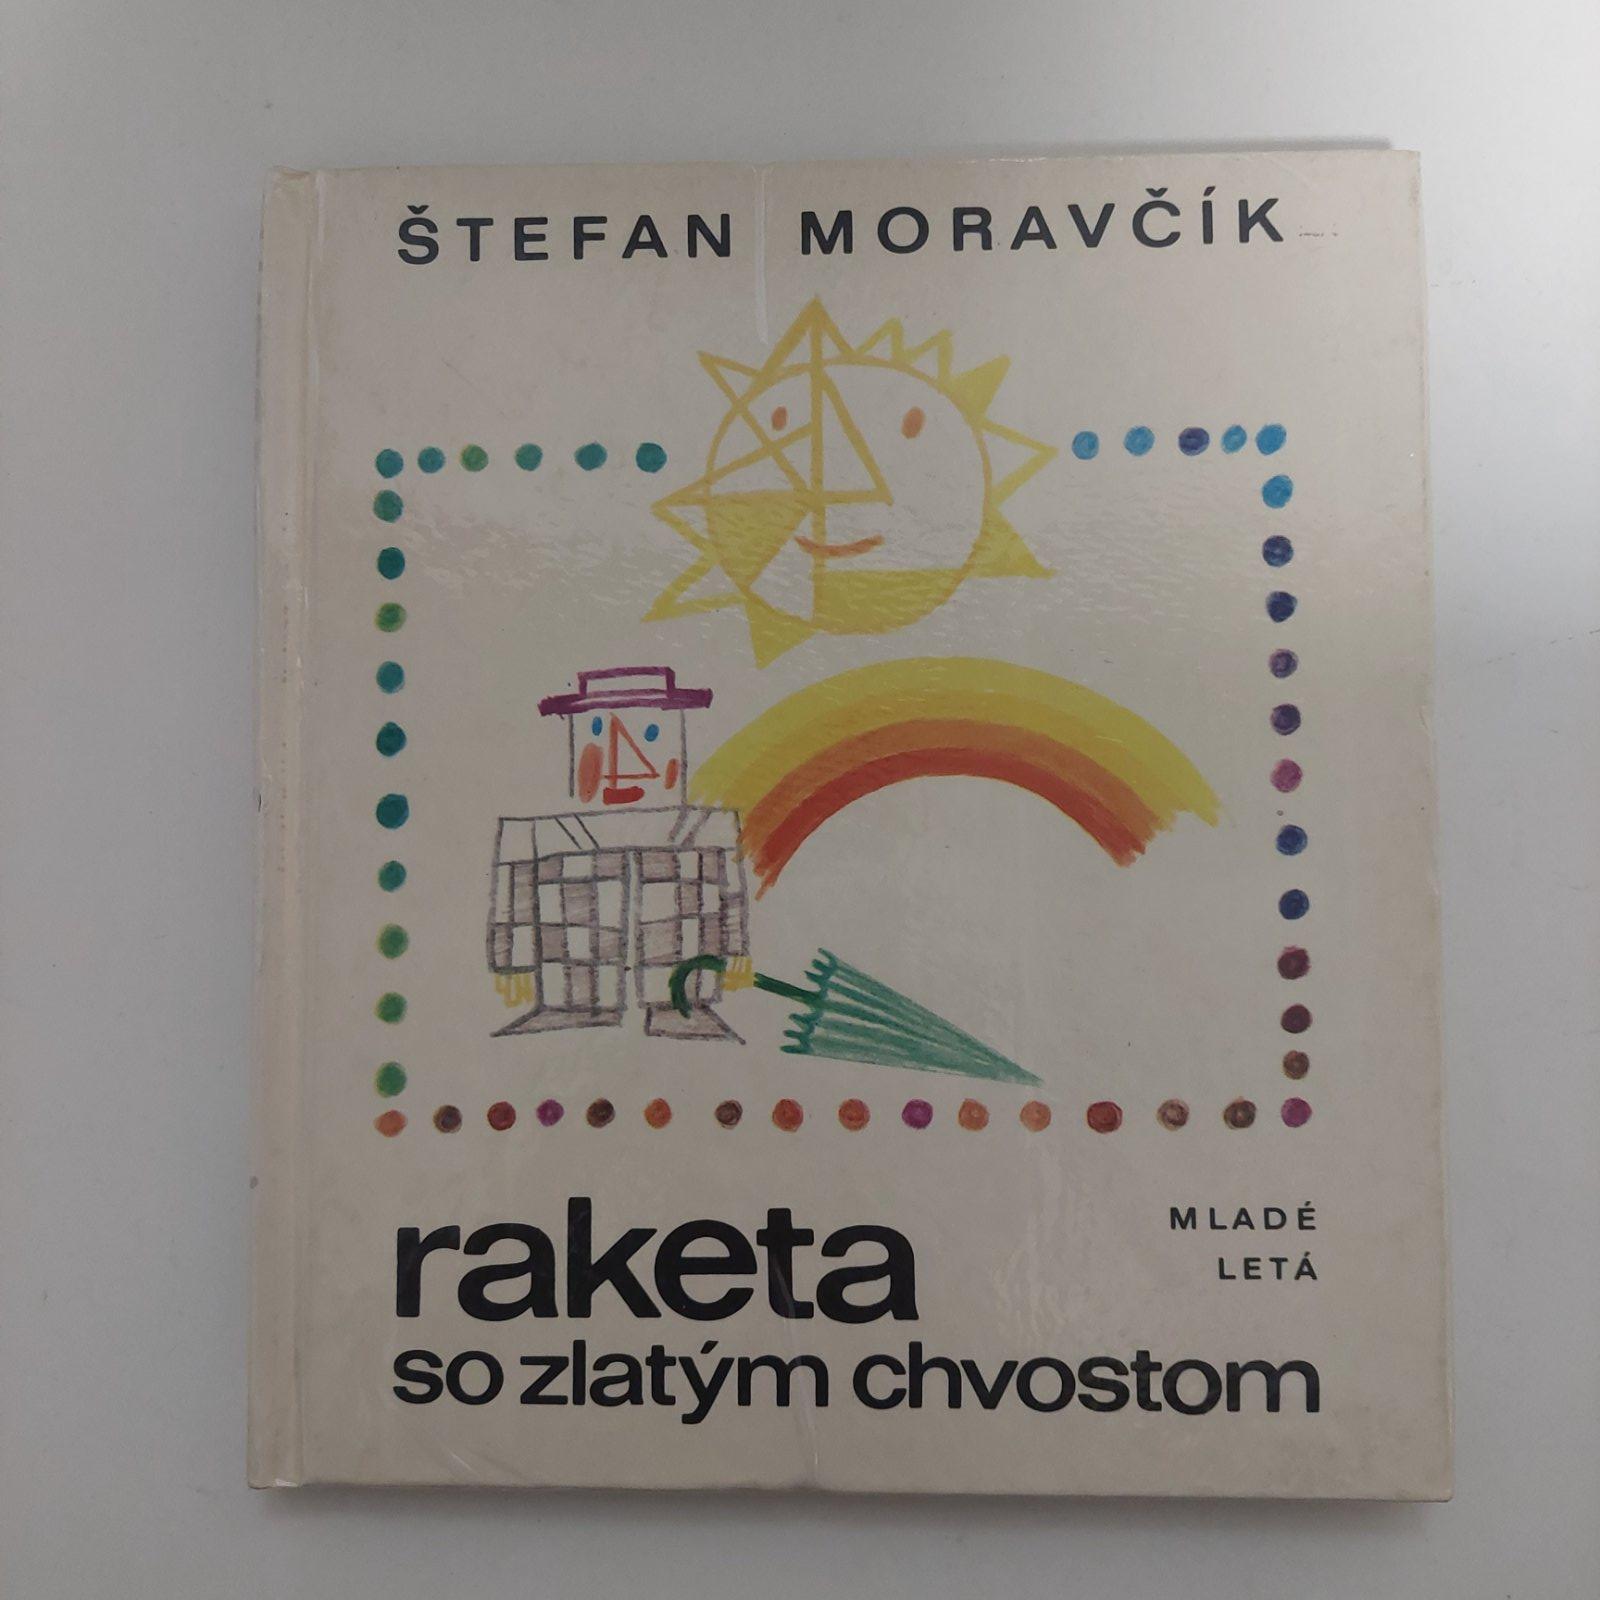 ŠTEFAN MORAVČÍK
raketa
so zlatým chvostom
MLADÉ
LETÁ